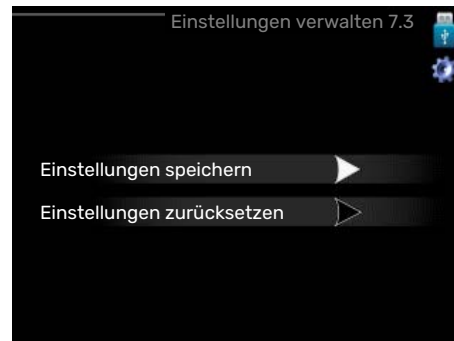 Einstellungen verwalten 7.3
Einstellungen speichern
Einstellungen zurücksetzen